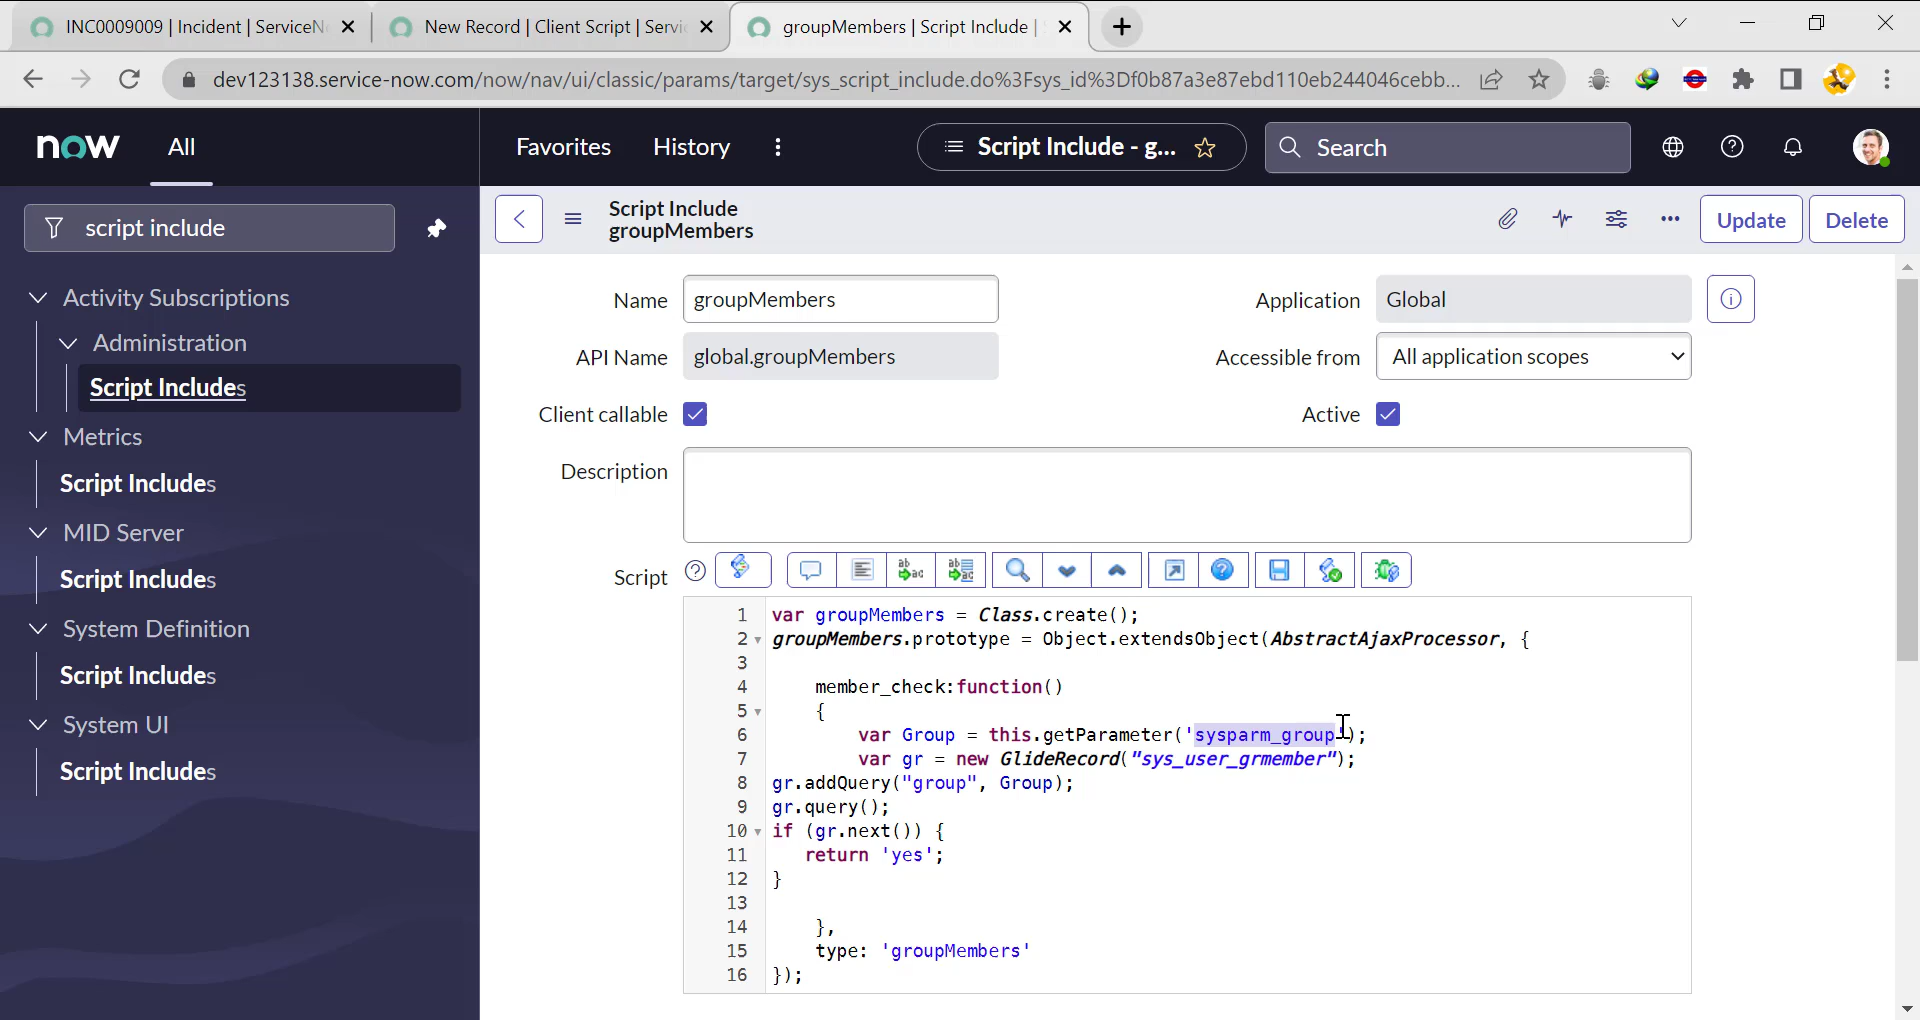 INC0009009 | Incident | ServiceN
New Record | Client Script | Servi
groupMembers | Script Include |
dev123138.service-now.com/now/nav/ui/classic/params/target/sys_script_include.do%3Fsys_id%3Df0b87a3e87ebd110eb244046cebb...
now
All
Favorites
History
Script Include - g...
Search
script include
Activity Subscriptions
Administration
Script Includes
Metrics
Script Includes
MID Server
Script Includes
System Definition
Script Includes
System UI
Script Includes
Script Include
groupMembers
Update
Delete
Name
groupMembers
Application
Global
API Name
global.groupMembers
Accessible from
All application scopes
Client callable
Active
Description
Script
1 var groupMembers = Class.create();
2 groupMembers.prototype = Object.extendsObject(AbstractAjaxProcessor, {
3
4 member_check:function()
5 {
6 var Group = this.getParameter('sysparm_group');
7 var gr = new GlideRecord("sys_user_grmember");
8 gr.addQuery("group", Group);
9 gr.query();
10 if (gr.next()) {
11 return 'yes';
12 }
13
14 },
15 type: 'groupMembers'
16 });